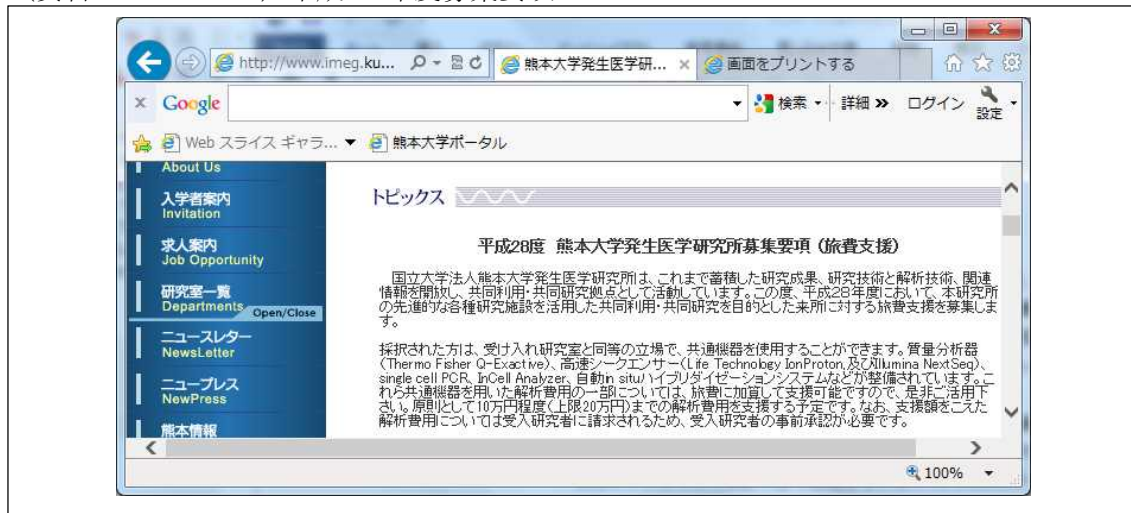 http://www.imeg.ku...
熊本大学発生医学研...
画面をプリントする
Google
検索
詳細 »
ログイン
設定
Web スライス ギャラ...
熊本大学ポータル
About Us
入学者案内
Invitation
求人案内
Job Opportunity
研究室一覧
Departments
Open/Close
ニュースレター
NewsLetter
ニュープレス
NewPress
熊本情報
トピックス
平成28度 熊本大学発生医学研究所募集要項（旅費支援）
国立大学法人熊本大学発生医学研究所は、これまで蓄積した研究成果、研究技術と解析技術、関連
情報を開放し、共同利用・共同研究拠点として活動しています。この度、平成28年度において、本研究所
の先進的な各種研究施設を活用した共同利用・共同研究を目的とした来所に対する旅費支援を募集しま
す。
採択された方は、受け入れ研究室と同等の立場で、共通機器を使用することができます。質量分析器
（Thermo Fisher Q-Exactive）、高速シークエンサー（Life Technology IonProton,及びIllumina NextSeq）、
single cell PCR, InCell Analyzer、自動in situハイブリダイゼーションシステムなどが整備されています。こ
れら共通機器を用いた解析費用の一部については、旅費に加算して支援可能ですので、是非ご活用下
さい。原則として10万円程度（上限20万円）までの解析費用を支援する予定です。なお、支援額をこえた
解析費用については受入研究者に請求されるため、受入研究者の事前承認が必要です。
100%